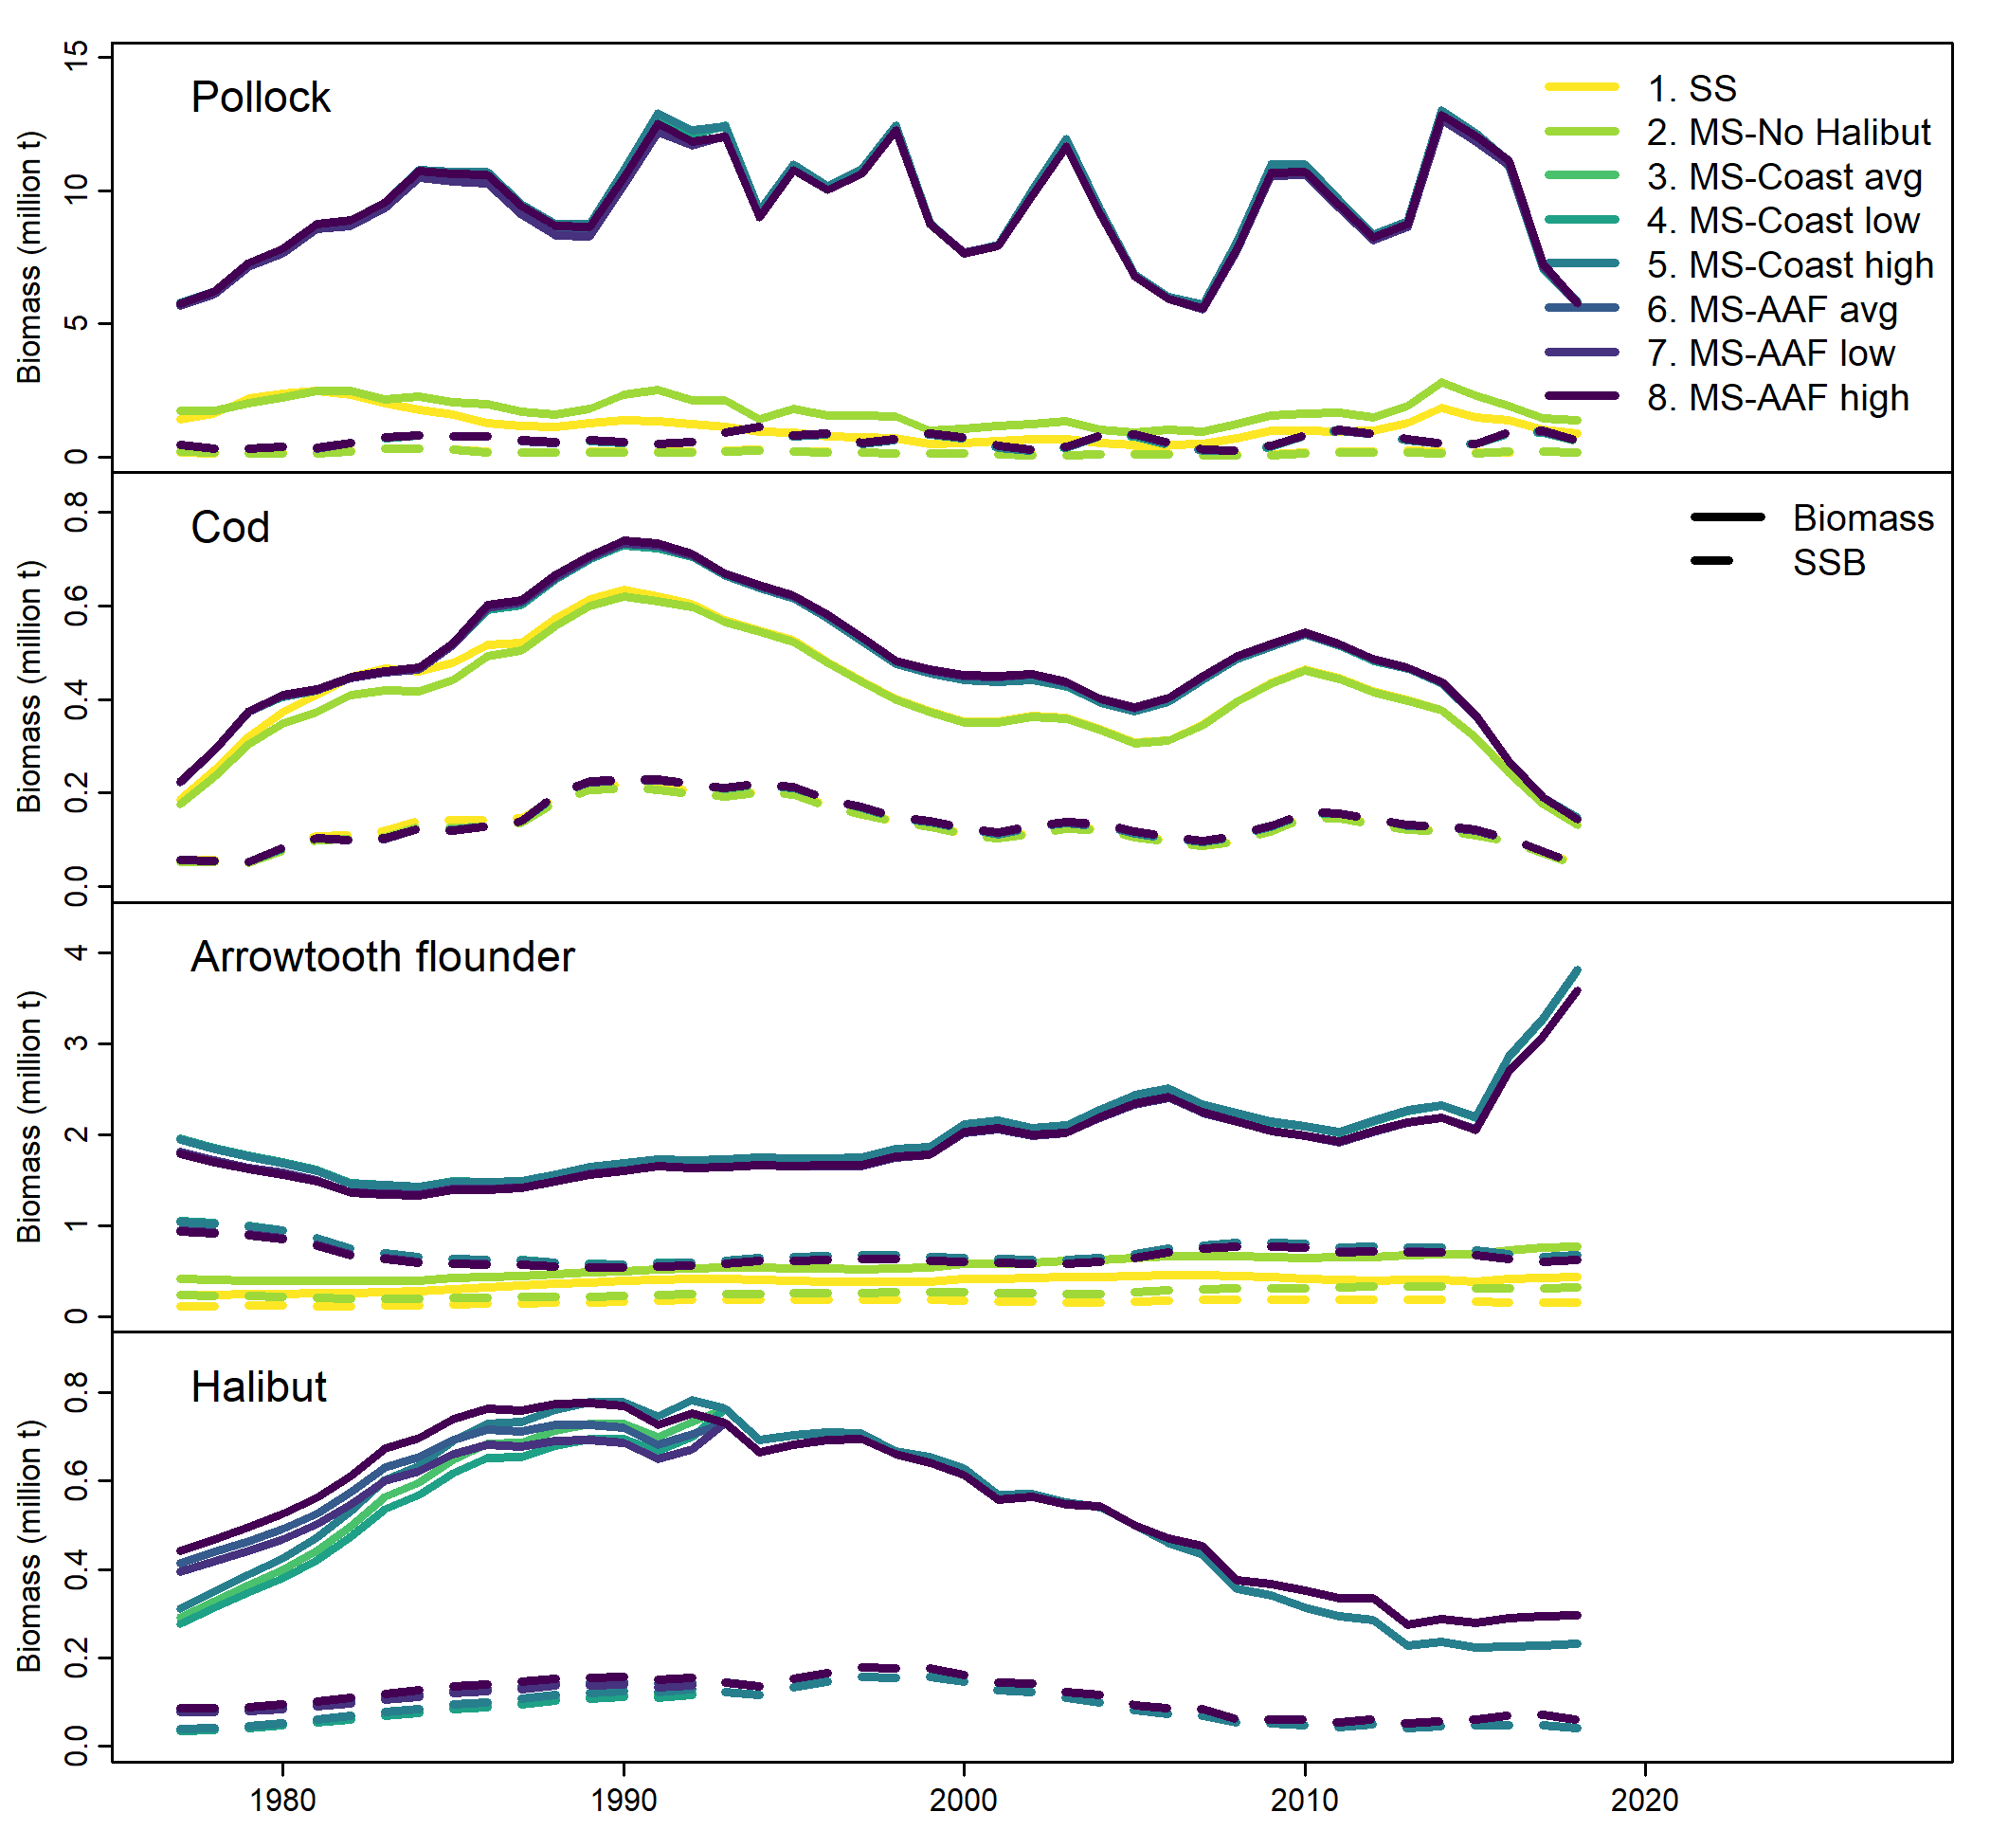 Pollock
Biomass (million t)
15
10
5
0
1. SS
2. MS-No Halibut
3. MS-Coast avg
4. MS-Coast low
5. MS-Coast high
6. MS-AAF avg
7. MS-AAF low
8. MS-AAF high
Cod
Biomass (million t)
0.8
0.6
0.4
0.2
0.0
Biomass
SSB
Arrowtooth flounder
Biomass (million t)
4
3
2
1
0
Halibut
Biomass (million t)
0.8
0.6
0.4
0.2
0.0
1980 1990 2000 2010 2020